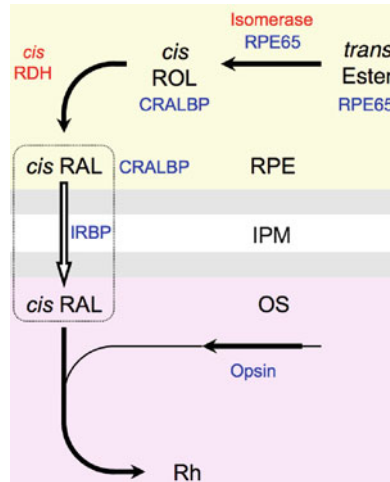 Isomerase
RPE65
cis
RDH
cis
ROL
CRALBP
trans
Ester
RPE65
cis RAL
CRALBP
RPE
IRBP
IPM
cis RAL
OS
Opsin
Rh